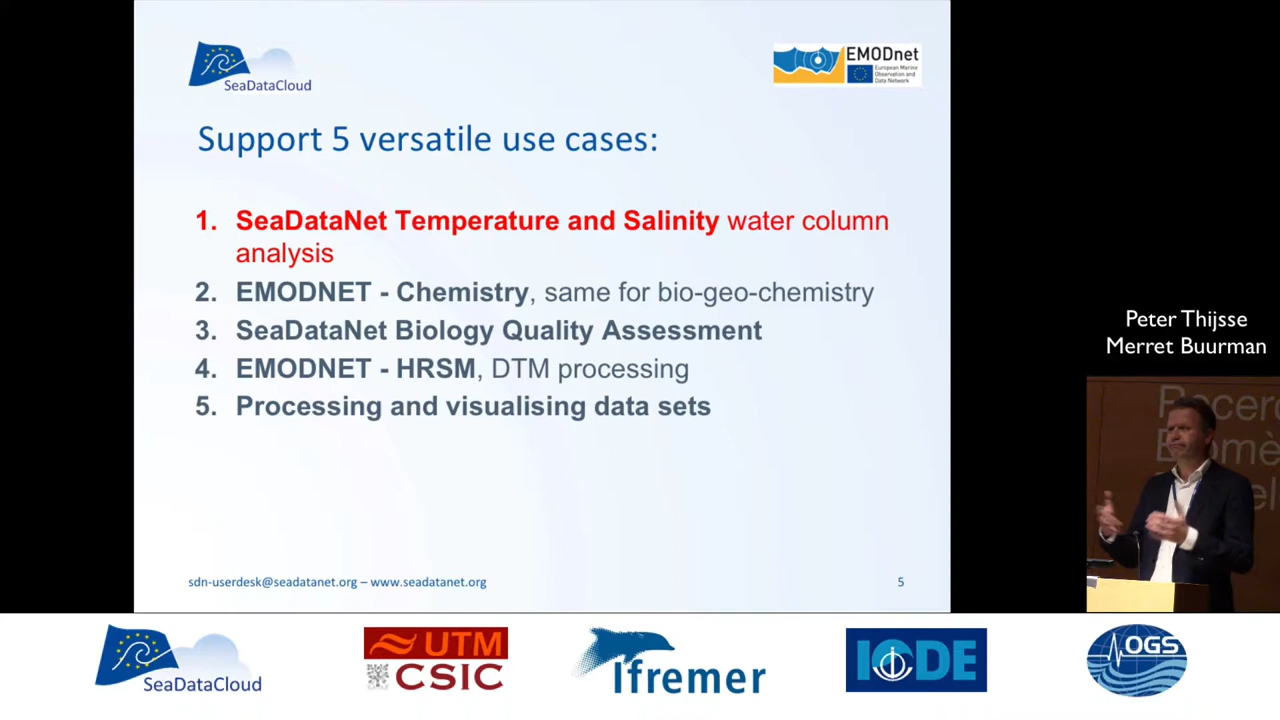 SeaDataCloud
EMODnet
European Marine
Observation and
Data Network
Support 5 versatile use cases:
1. SeaDataNet Temperature and Salinity water column
analysis
2. EMODNET - Chemistry, same for bio-geo-chemistry
3. SeaDataNet Biology Quality Assessment
4. EMODNET - HRSM, DTM processing
5. Processing and visualising data sets
sdn-userdesk@seadatanet.org – www.seadatanet.org
5
Peter Thijsse
Merret Buurman
SeaDataCloud
UTM
CSIC
Ifremer
IODE
OGS